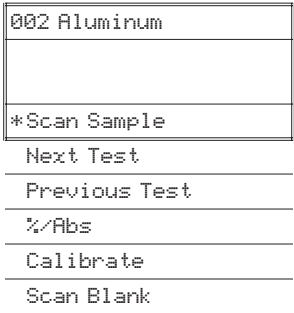 002 Aluminum
*Scan Sample
Next Test
Previous Test
%/Abs
Calibrate
Scan Blank